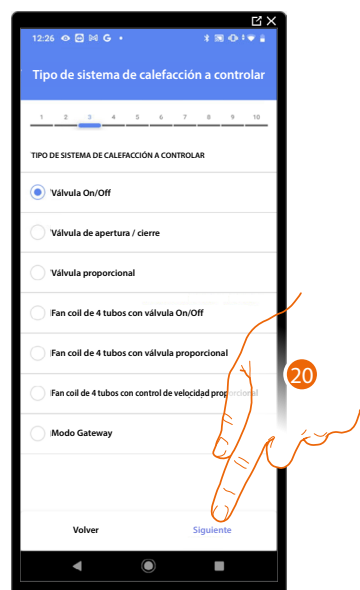 12:26 G
Tipo de sistema de calefacción a controlar
1 2 3 4 5 6 7 8 9 10
TIPO DE SISTEMA DE CALEFACCIÓN A CONTROLAR
Válvula On/Off
Válvula de apertura / cierre
Válvula proporcional
Fan coil de 4 tubos con válvula On/Off
Fan coil de 4 tubos con válvula proporcional
Fan coil de 4 tubos con control de velocidad proporcional
20
Modo Gateway
Volver Siguiente